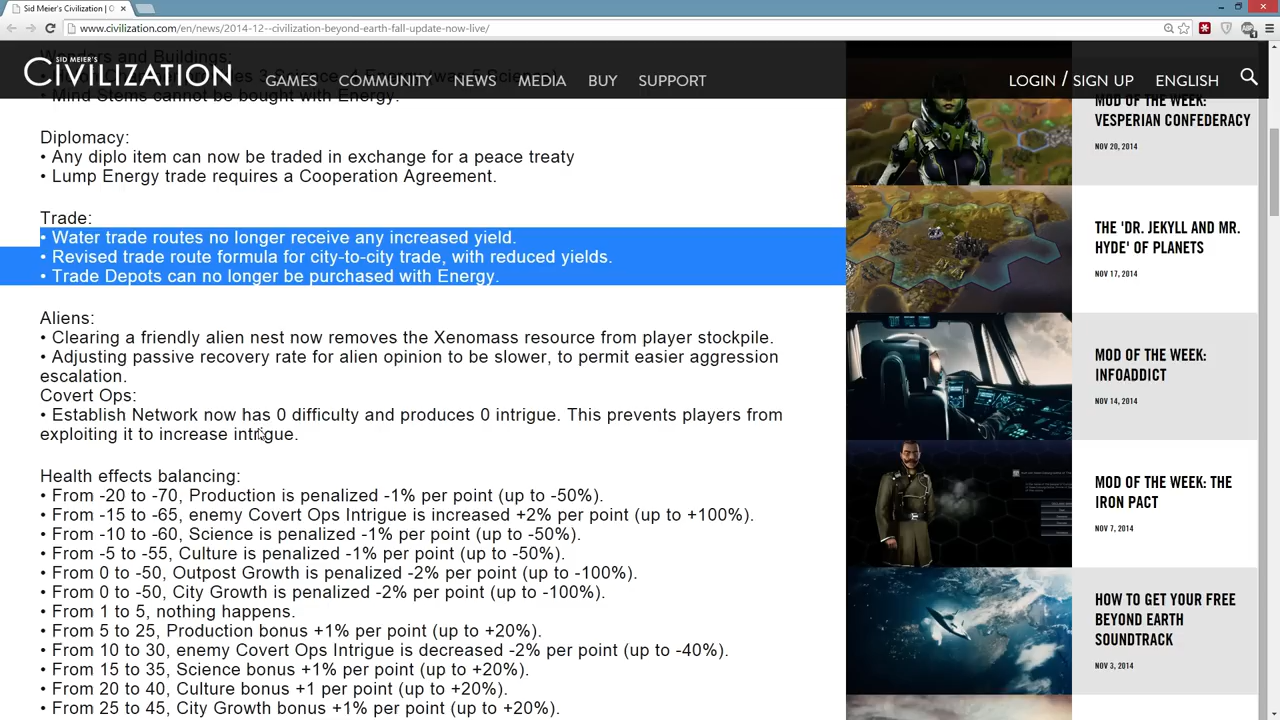 Sid Meier's Civilization | O
www.civilization.com/en/news/2014-12--civilization-beyond-earth-fall-update-now-live/
SID MEIER'S
CIVILIZATION
GAMES COMMUNITY NEWS MEDIA BUY SUPPORT
LOGIN / SIGN UP ENGLISH
Wonders and Buildings:
• Mind Stems cannot be bought with Energy.
Diplomacy:
• Any diplo item can now be traded in exchange for a peace treaty
• Lump Energy trade requires a Cooperation Agreement.
Trade:
• Water trade routes no longer receive any increased yield.
• Revised trade route formula for city-to-city trade, with reduced yields.
• Trade Depots can no longer be purchased with Energy.
Aliens:
• Clearing a friendly alien nest now removes the Xenomass resource from player stockpile.
• Adjusting passive recovery rate for alien opinion to be slower, to permit easier aggression
escalation.
Covert Ops:
• Establish Network now has 0 difficulty and produces 0 intrigue. This prevents players from
exploiting it to increase intrigue.
Health effects balancing:
• From -20 to -70, Production is penalized -1% per point (up to -50%).
• From -15 to -65, enemy Covert Ops Intrigue is increased +2% per point (up to +100%).
• From -10 to -60, Science is penalized -1% per point (up to -50%).
• From -5 to -55, Culture is penalized -1% per point (up to -50%).
• From 0 to -50, Outpost Growth is penalized -2% per point (up to -100%).
• From 0 to -50, City Growth is penalized -2% per point (up to -100%).
• From 1 to 5, nothing happens.
• From 5 to 25, Production bonus +1% per point (up to +20%).
• From 10 to 30, enemy Covert Ops Intrigue is decreased -2% per point (up to -40%).
• From 15 to 35, Science bonus +1% per point (up to +20%).
• From 20 to 40, Culture bonus +1 per point (up to +20%).
• From 25 to 45, City Growth bonus +1% per point (up to +20%).
MOD OF THE WEEK:
VESPERIAN CONFEDERACY
NOV 20, 2014
THE 'DR. JEKYLL AND MR.
HYDE' OF PLANETS
NOV 17, 2014
MOD OF THE WEEK:
INFOADDICT
NOV 14, 2014
MOD OF THE WEEK: THE
IRON PACT
NOV 7, 2014
HOW TO GET YOUR FREE
BEYOND EARTH
SOUNDTRACK
NOV 3, 2014